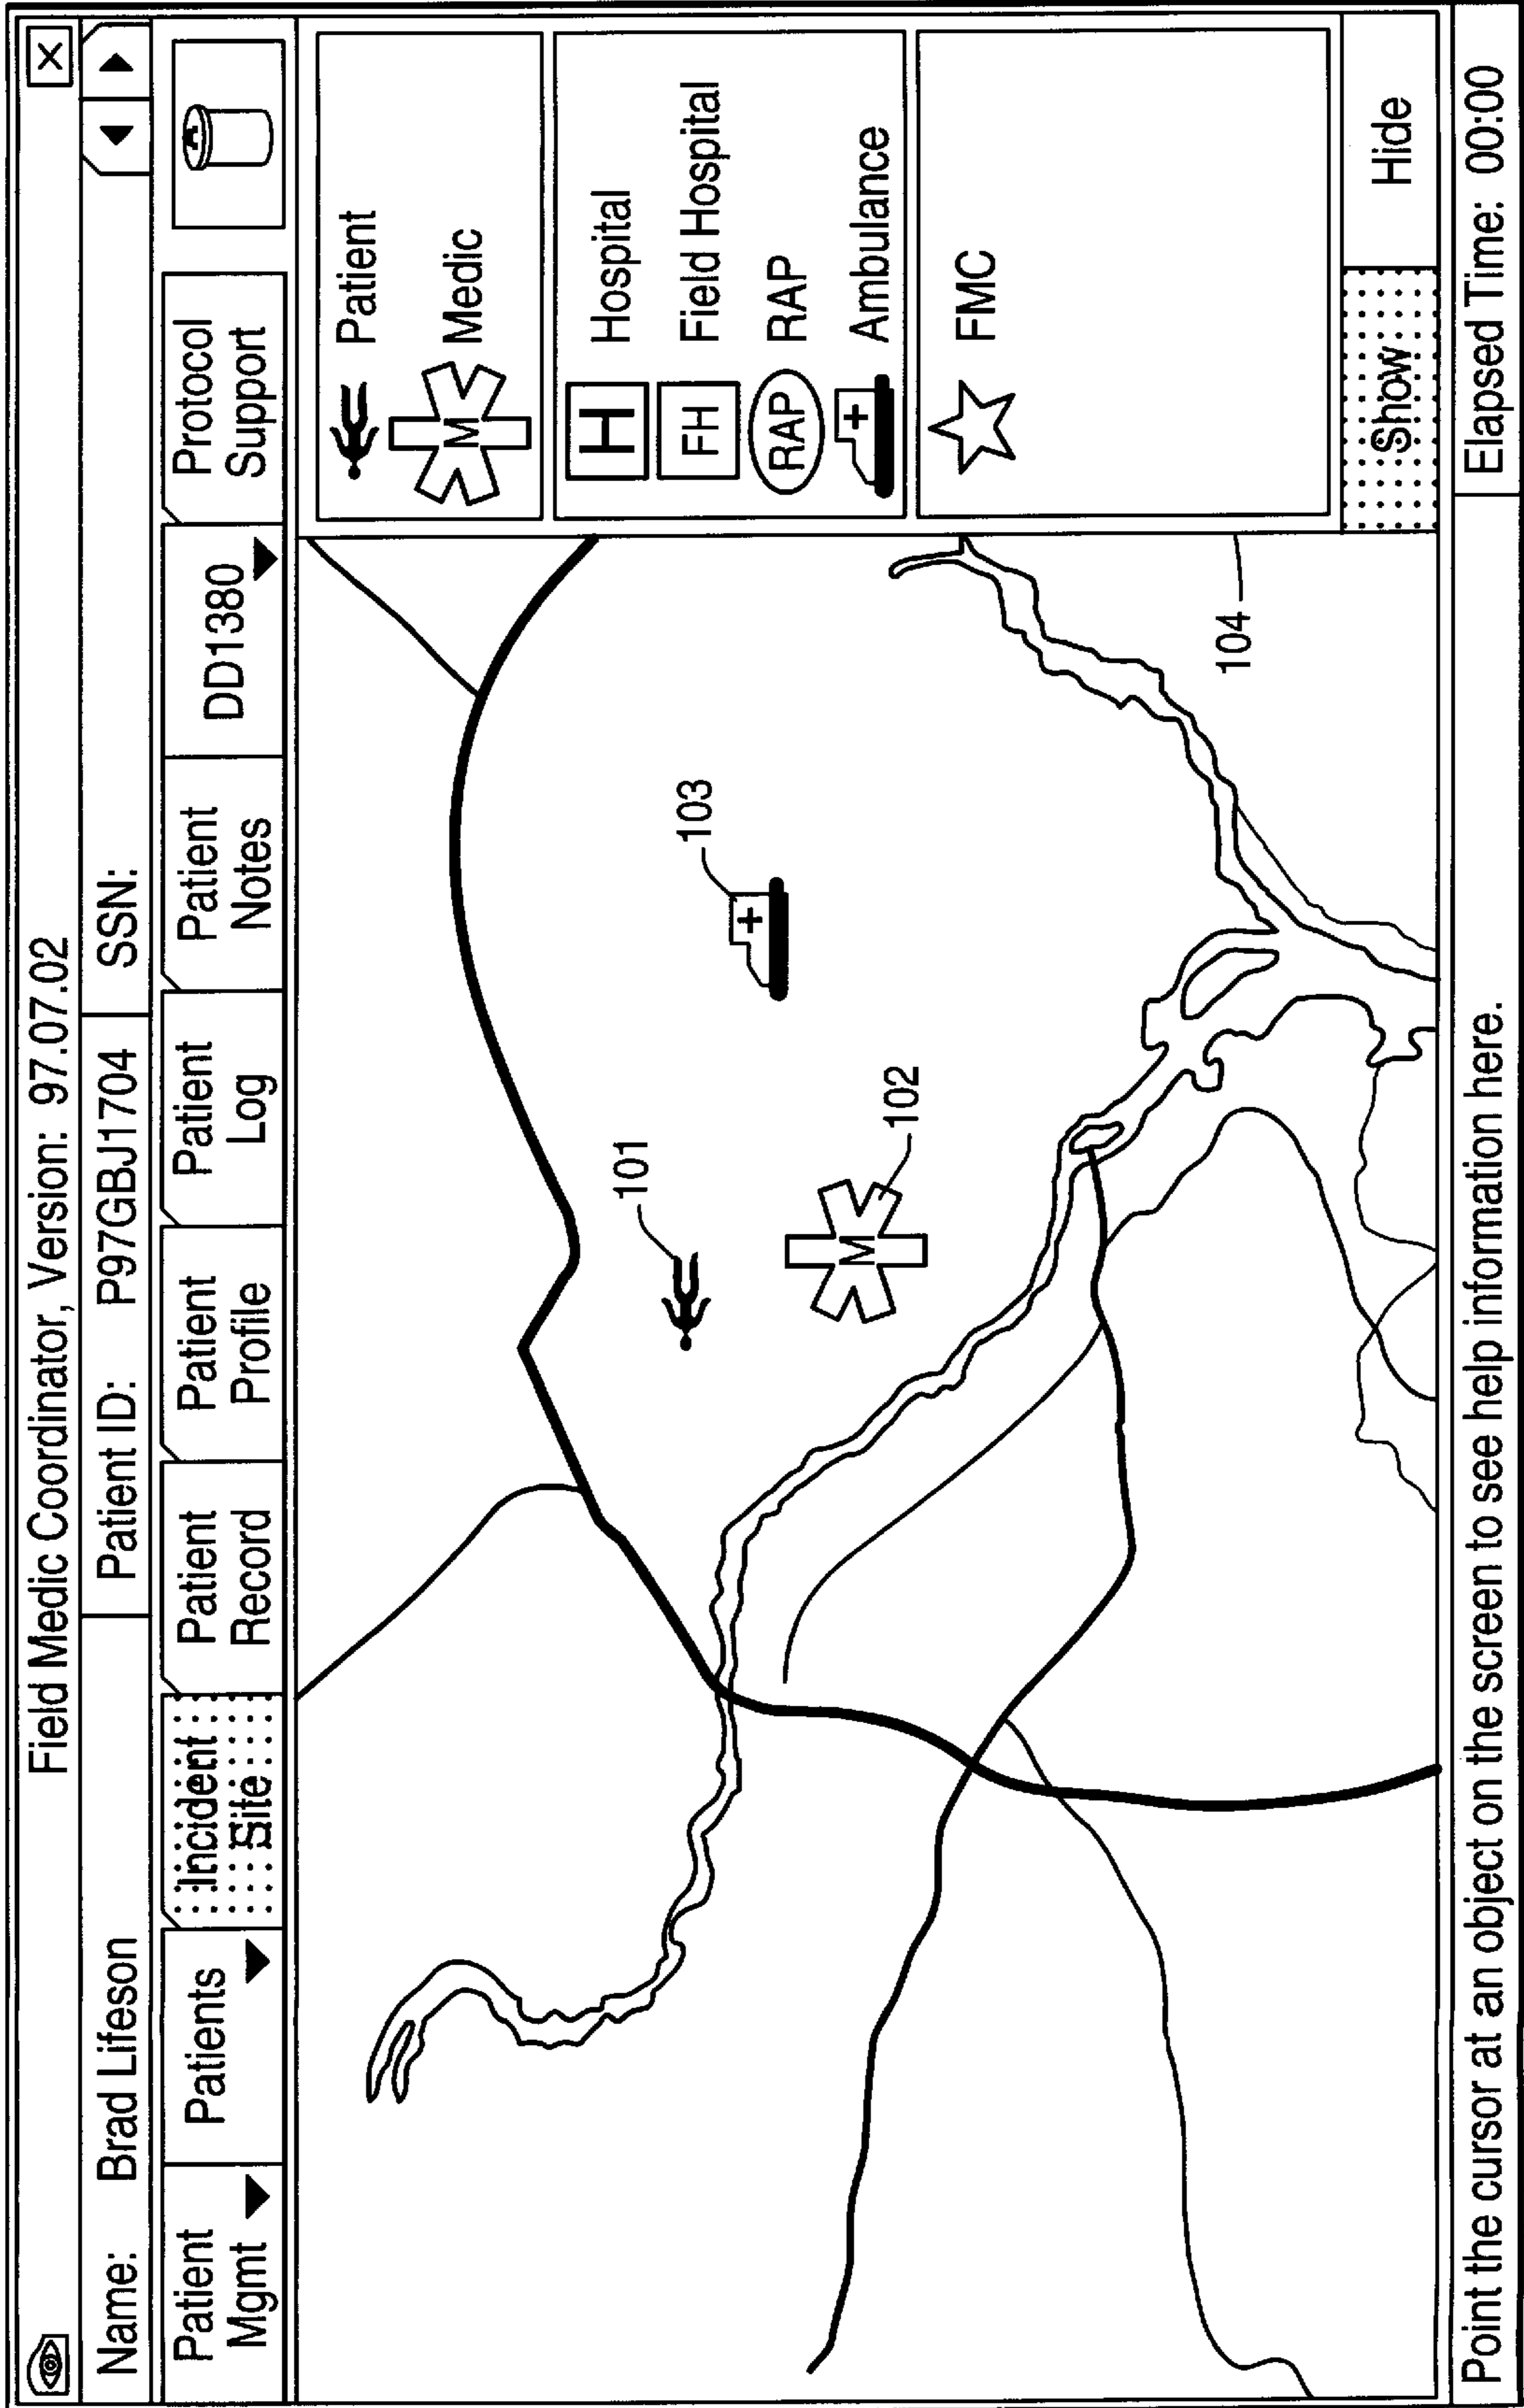 Field Medic Coordinator, Version: 97.07.02
X
Name: Brad Lifeson
Patient ID: P97GBJ1704
SSN:
Patient
Mgmt
Patients
Incident
Site
Patient
Record
Patient
Profile
Patient
Log
Patient
Notes
DD1380
Protocol
Support
101
102
M
103
104
Patient
M Medic
H Hospital
FH Field Hospital
RAP RAP
Ambulance
FMC
Show
Hide
Point the cursor at an object on the screen to see help information here.
Elapsed Time: 00:00